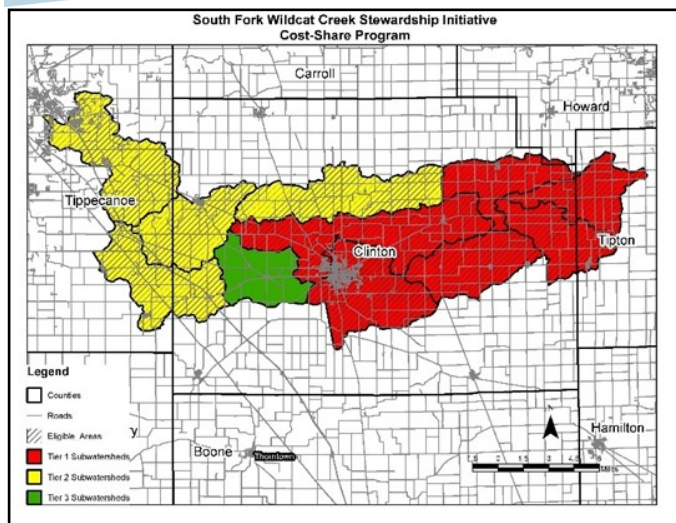 South Fork Wildcat Creek Stewardship Initiative
Cost-Share Program
Carroll
Howard
Tippecanoe
Clinton
Tipton
Legend
Counties
Roads
Eligible Areas
Tier 1 Subwatersheds
Tier 2 Subwatersheds
Tier 3 Subwatersheds
y
Boone
Thorntown
Hamilton
Miles